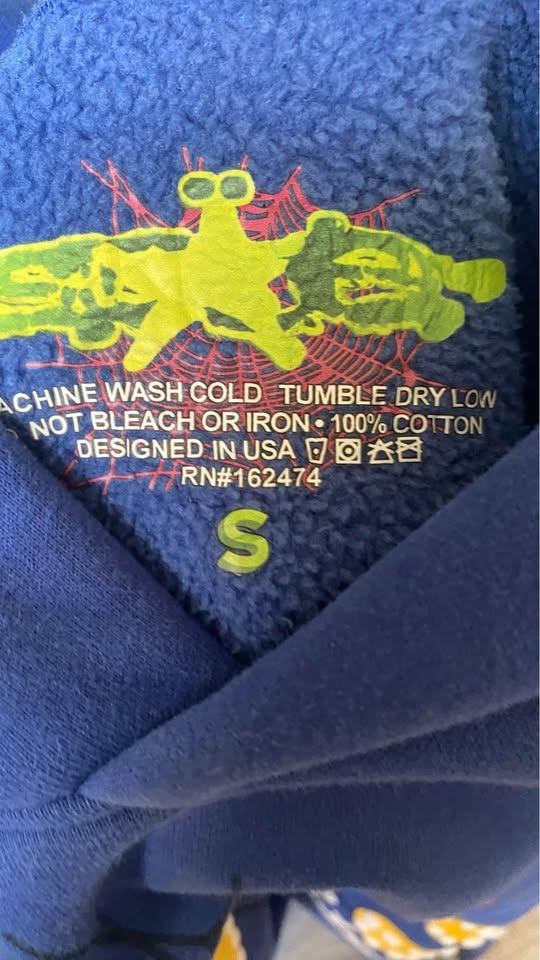 ACHINE WASH COLD TUMBLE DRY LOW
NOT BLEACH OR IRON • 100% COTTON
DESIGNED IN USA
RN#162474
S